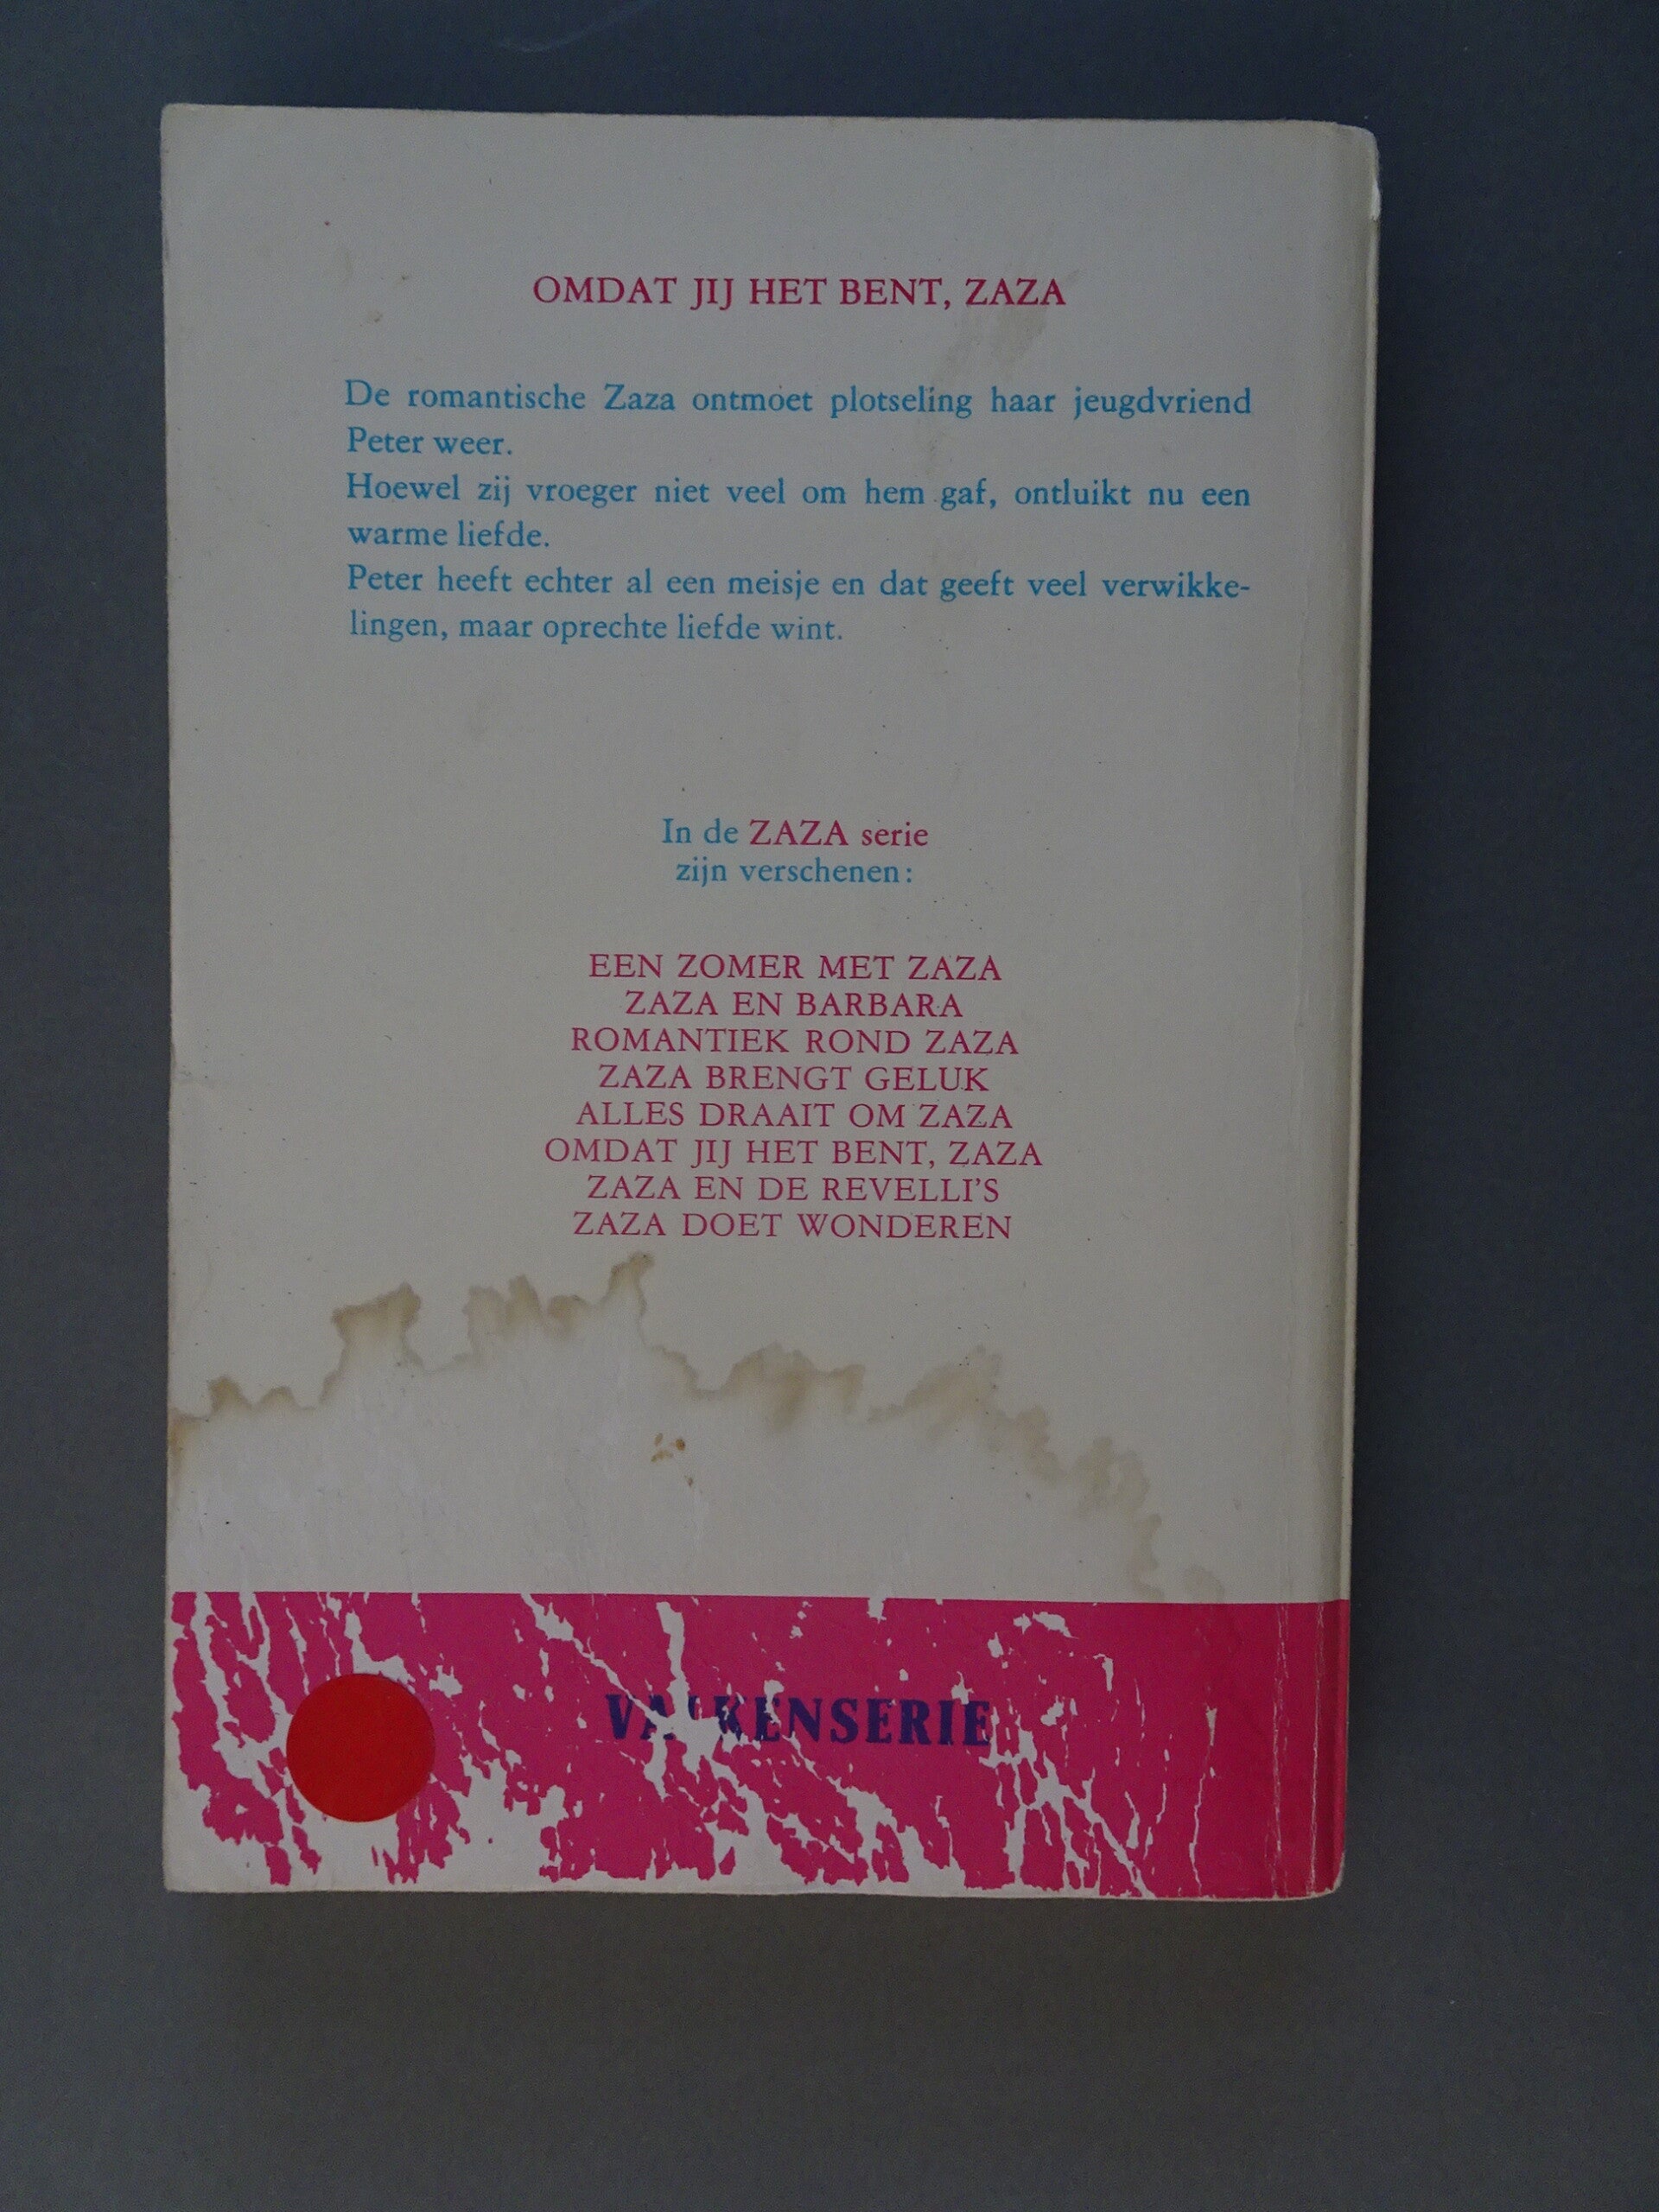 OMDAT JIJ HET BENT, ZAZA
De romantische Zaza ontmoet plotseling haar jeugdvriend
Peter weer.
Hoewel zij vroeger niet veel om hem gaf, ontluikt nu een
warme liefde.
Peter heeft echter al een meisje en dat geeft veel verwikke-
lingen, maar oprechte liefde wint.
In de ZAZA serie
zijn verschenen:
EEN ZOMER MET ZAZA
ZAZA EN BARBARA
ROMANTIEK ROND ZAZA
ZAZA BRENGT GELUK
ALLES DRAAIT OM ZAZA
OMDAT JIJ HET BENT, ZAZA
ZAZA EN DE REVELLI'S
ZAZA DOET WONDEREN
VALKENSERIE